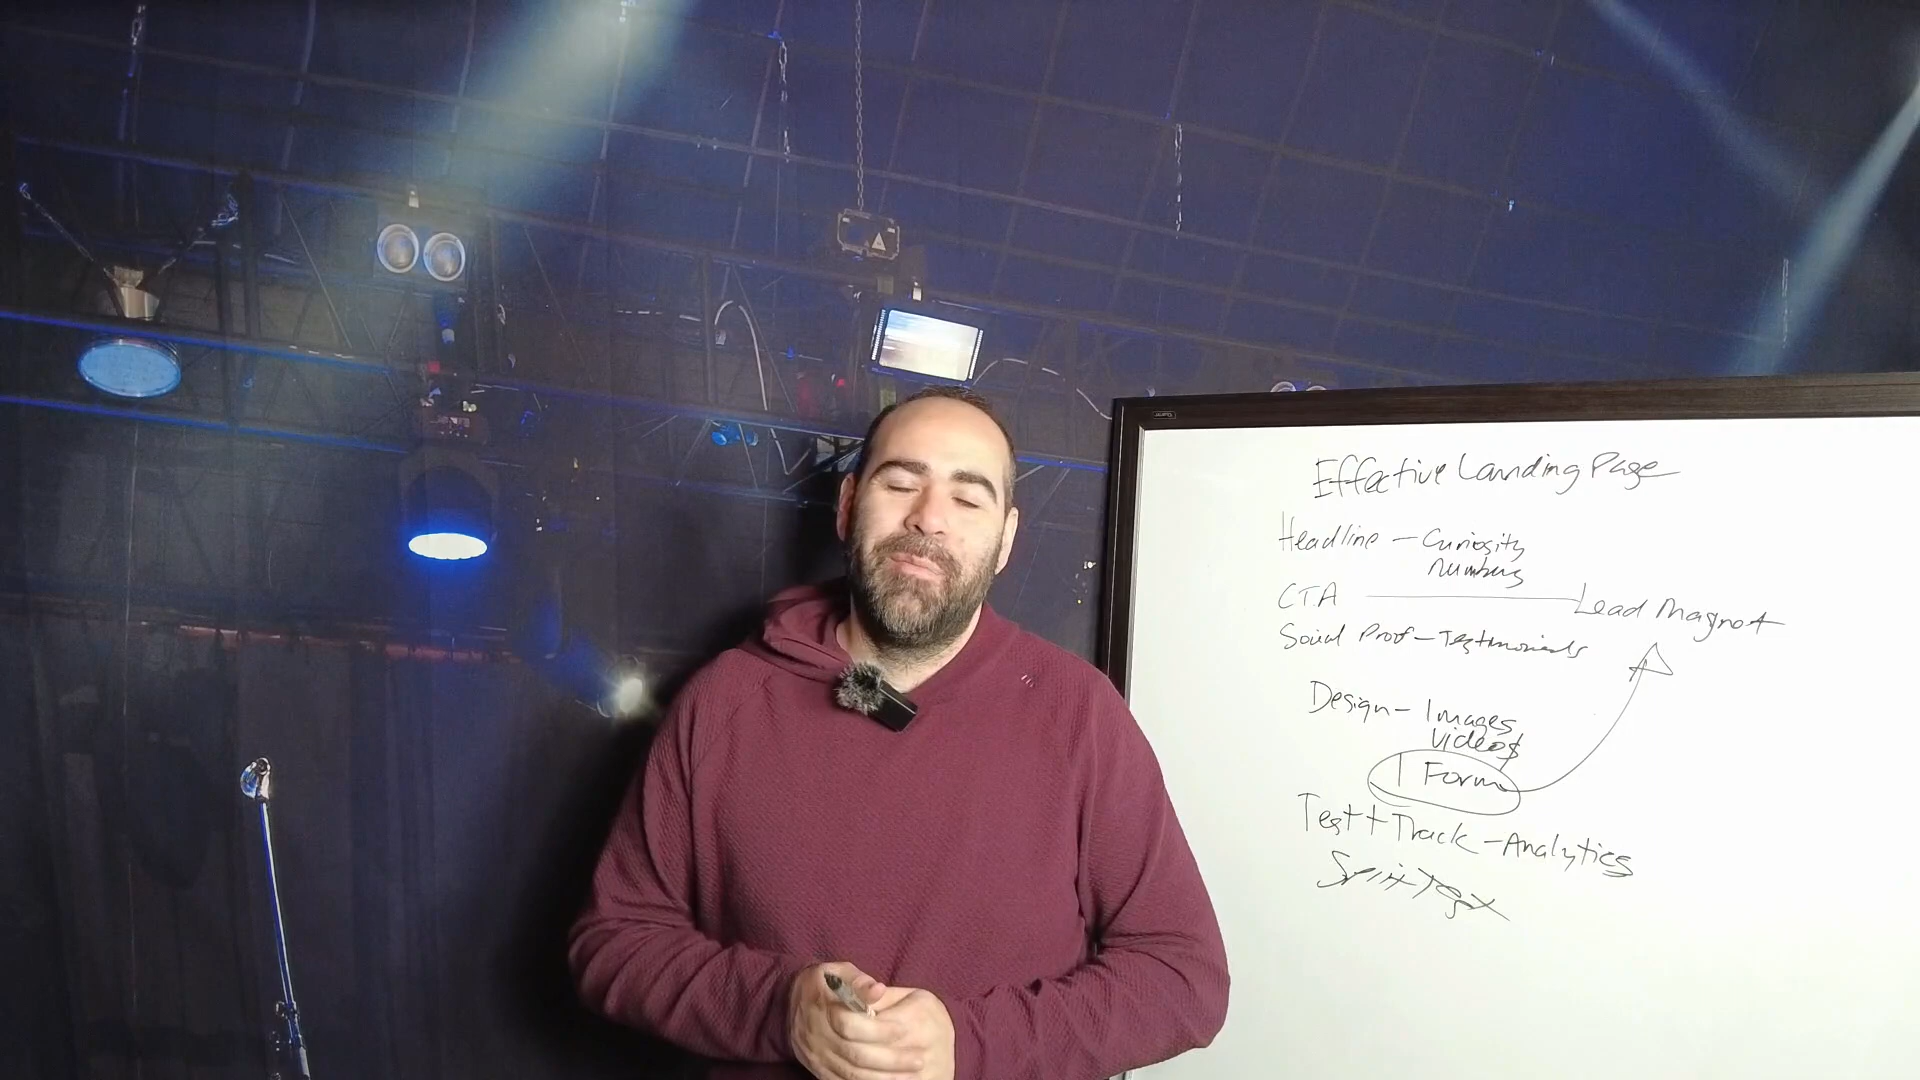 Effective Landing Page
Headline - Curiosity
Numbers
CTA — Lead Magnet
Social Proof - Testimonials
Design - Images
Videos
1 Form
Test + Track - Analytics
Split Test